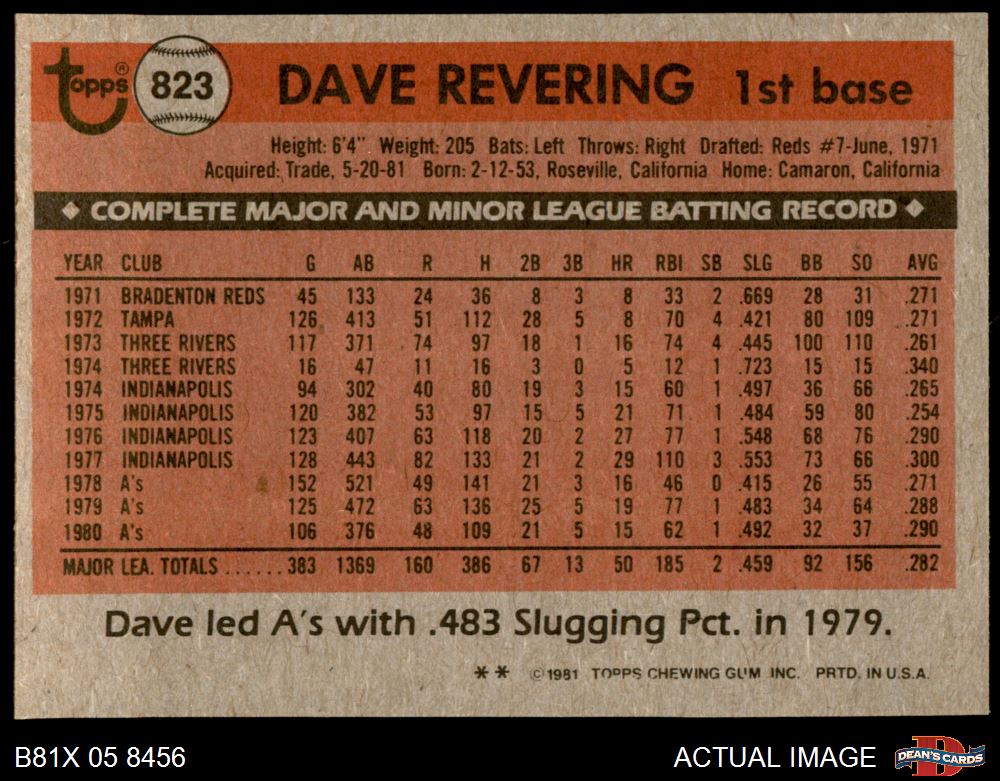 Topps® 823 DAVE REVERING 1st base
Height: 6'4" Weight: 205 Bats: Left Throws: Right Drafted: Reds #7-June, 1971
Acquired: Trade, 5-20-81 Born: 2-12-53, Roseville, California Home: Camaron, California
◆ COMPLETE MAJOR AND MINOR LEAGUE BATTING RECORD ◆
YEAR CLUB G AB R H 2B 3B HR RBI SB SLG BB SO AVG
1971 BRADENTON REDS 45 133 24 36 8 3 8 33 2 .669 28 31 .271
1972 TAMPA 126 413 51 112 28 5 8 70 4 .421 80 109 .271
1973 THREE RIVERS 117 371 74 97 18 1 16 74 4 .445 100 110 .261
1974 THREE RIVERS 16 47 11 16 3 0 5 12 1 .723 15 15 .340
1974 INDIANAPOLIS 94 302 40 80 19 3 15 60 1 .497 36 66 .265
1975 INDIANAPOLIS 120 382 53 97 15 5 21 71 1 .484 59 80 .254
1976 INDIANAPOLIS 123 407 63 118 20 2 27 77 1 .548 68 76 .290
1977 INDIANAPOLIS 128 443 82 133 21 2 29 110 3 .553 73 66 .300
1978 A's 152 521 49 141 21 3 16 46 0 .415 26 55 .271
1979 A's 125 472 63 136 25 5 19 77 1 .483 34 64 .288
1980 A's 106 376 48 109 21 5 15 62 1 .492 32 37 .290
MAJOR LEA. TOTALS ...... 383 1369 160 386 67 13 50 185 2 .459 92 156 .282
Dave led A's with .483 Slugging Pct. in 1979.
** ©1981 TOPPS CHEWING GUM INC. PRTD. IN U.S.A.
B81X 05 8456 ACTUAL IMAGE D DEAN'S CARDS